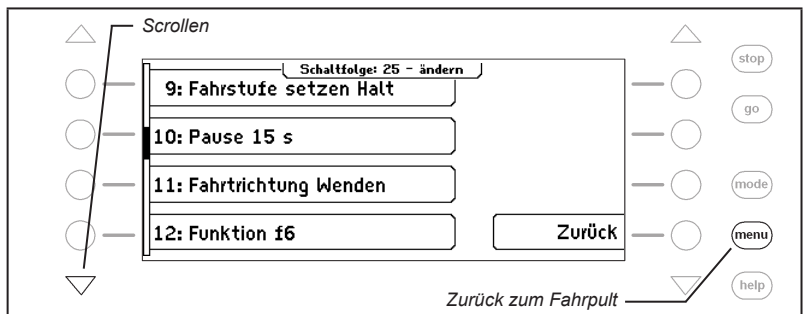 Scrollen
Schaltfolge: 25 - ändern
stop
9: Fahrstufe setzen Halt
go
10: Pause 15 s
11: Fahrtrichtung Wenden
mode
12: Funktion f6
Zurück
menu
help
Zurück zum Fahrpult